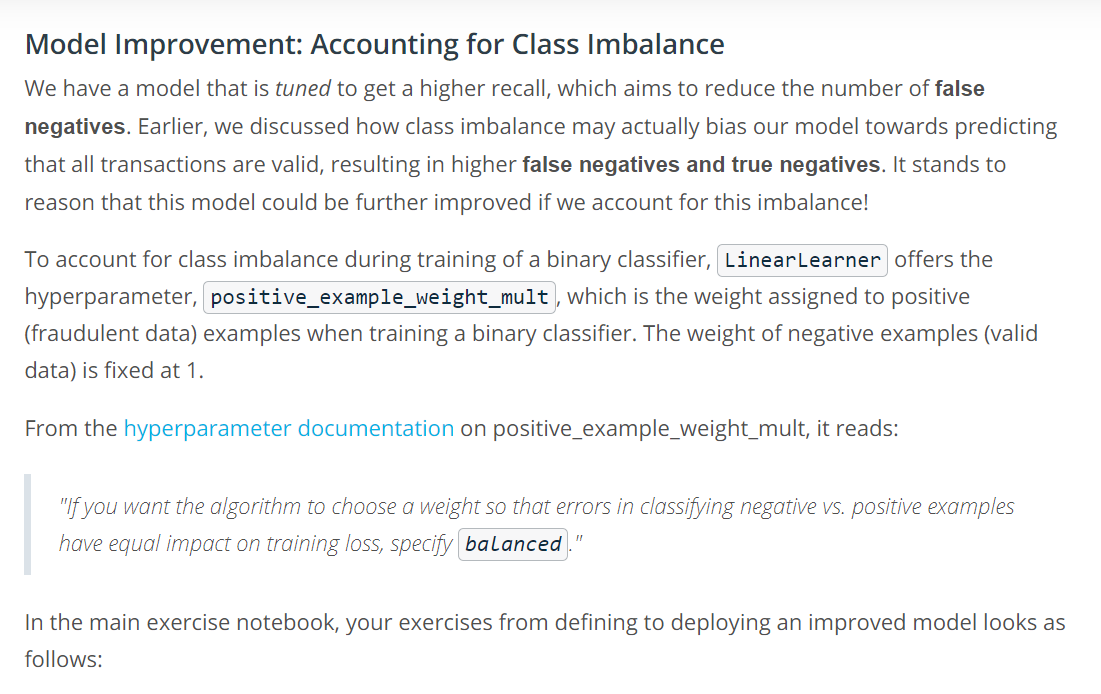 Model Improvement: Accounting for Class Imbalance
We have a model that is tuned to get a higher recall, which aims to reduce the number of false
negatives. Earlier, we discussed how class imbalance may actually bias our model towards predicting
that all transactions are valid, resulting in higher false negatives and true negatives. It stands to
reason that this model could be further improved if we account for this imbalance!
To account for class imbalance during training of a binary classifier, LinearLearner offers the
hyperparameter, positive_example_weight_mult, which is the weight assigned to positive
(fraudulent data) examples when training a binary classifier. The weight of negative examples (valid
data) is fixed at 1.
From the hyperparameter documentation on positive_example_weight_mult, it reads:
"If you want the algorithm to choose a weight so that errors in classifying negative vs. positive examples
have equal impact on training loss, specify balanced."
In the main exercise notebook, your exercises from defining to deploying an improved model looks as
follows: